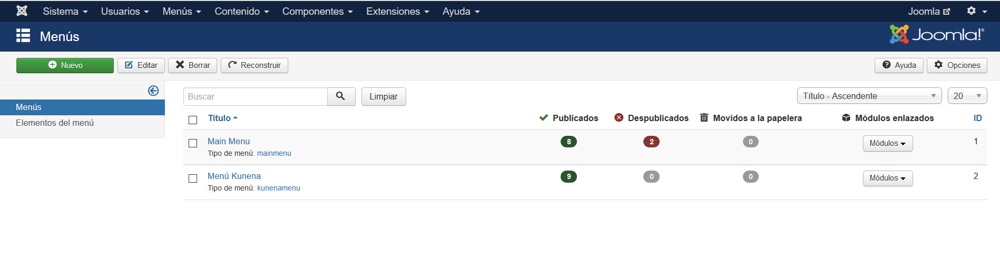 Sistema Usuarios Menús Contenido Componentes Extensiones Ayuda Joomla
Menús Joomla!®
Nuevo Editar Borrar Reconstruir Ayuda Opciones
Buscar Limpiar Título - Ascendente 20
Menús
Elementos del menú
Título Publicados Despublicados Movidos a la papelera Módulos enlazados ID
Main Menu 8 2 0 Módulos 1
Tipo de menú: mainmenu
Menú Kunena 9 0 0 Módulos 2
Tipo de menú: kunenamenu